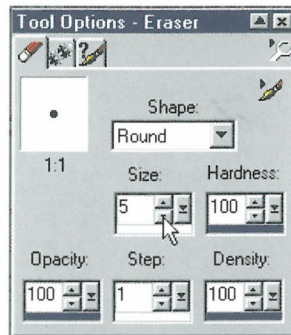 Tool Options - Eraser
Shape:
Round
1:1
Size: Hardness:
5 100
Opacity: Step: Density:
100 1 100